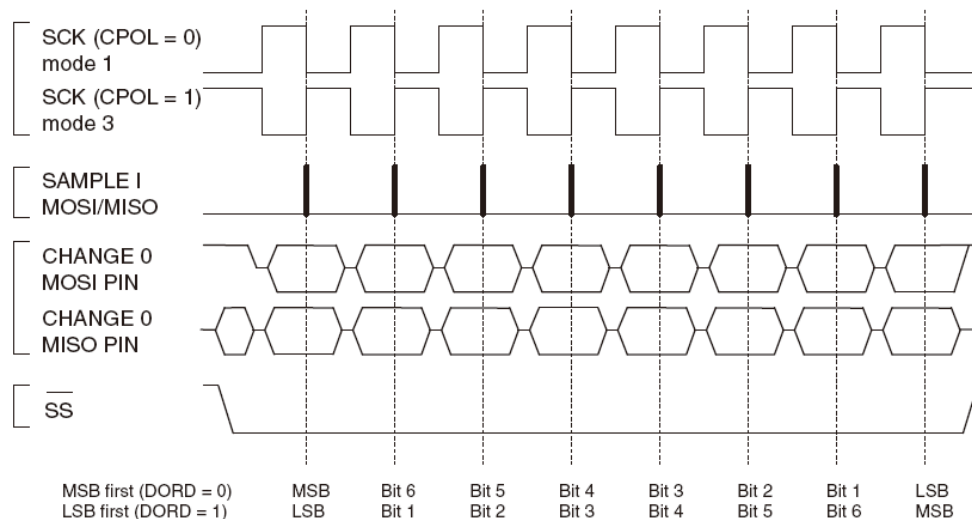 SCK (CPOL = 0)
mode 1
SCK (CPOL = 1)
mode 3
SAMPLE I
MOSI/MISO
CHANGE 0
MOSI PIN
CHANGE 0
MISO PIN
SS
MSB first (DORD = 0) MSB Bit 6 Bit 5 Bit 4 Bit 3 Bit 2 Bit 1 LSB
LSB first (DORD = 1) LSB Bit 1 Bit 2 Bit 3 Bit 4 Bit 5 Bit 6 MSB